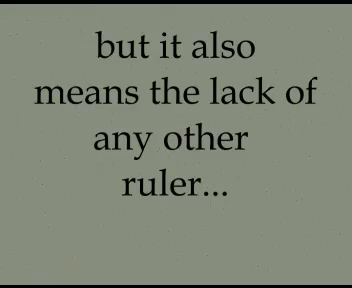 but it also
means the lack of
any other
ruler...